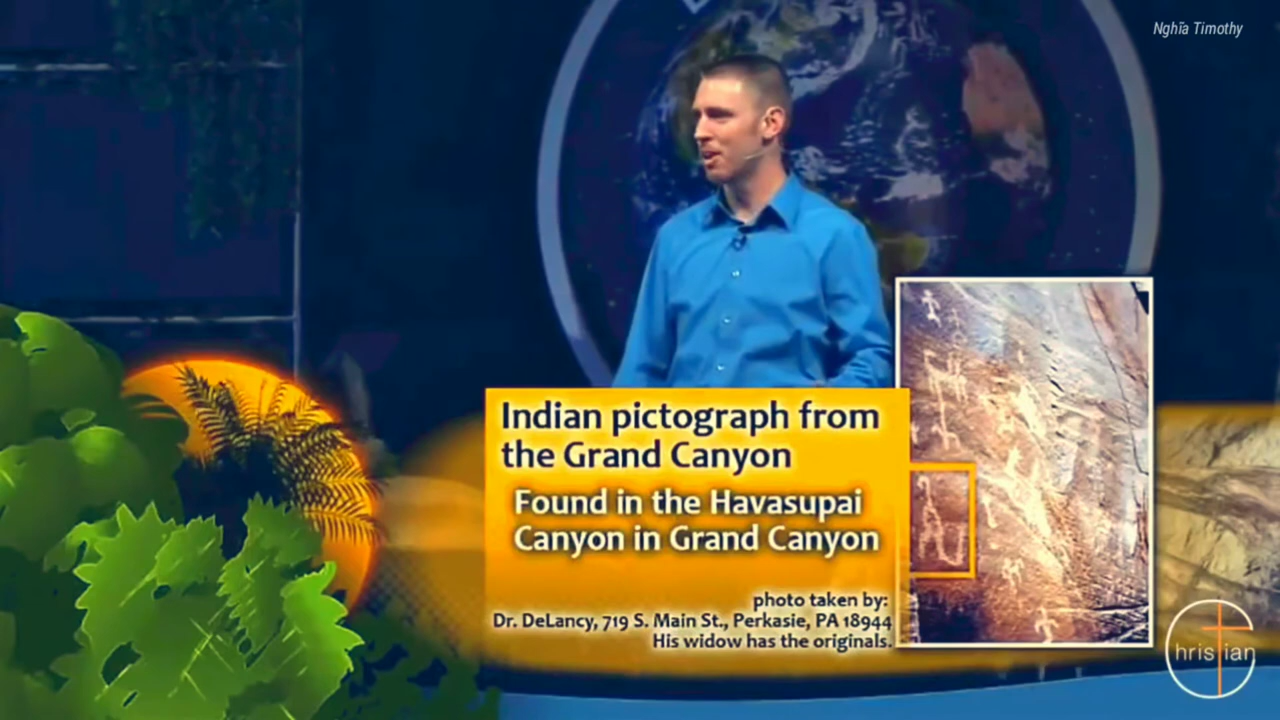 Nghĩa Timothy
Indian pictograph from
the Grand Canyon
Found in the Havasupai
Canyon in Grand Canyon
photo taken by:
Dr. DeLancy, 719 S. Main St., Perkasie, PA 18944
His widow has the originals.
Christian